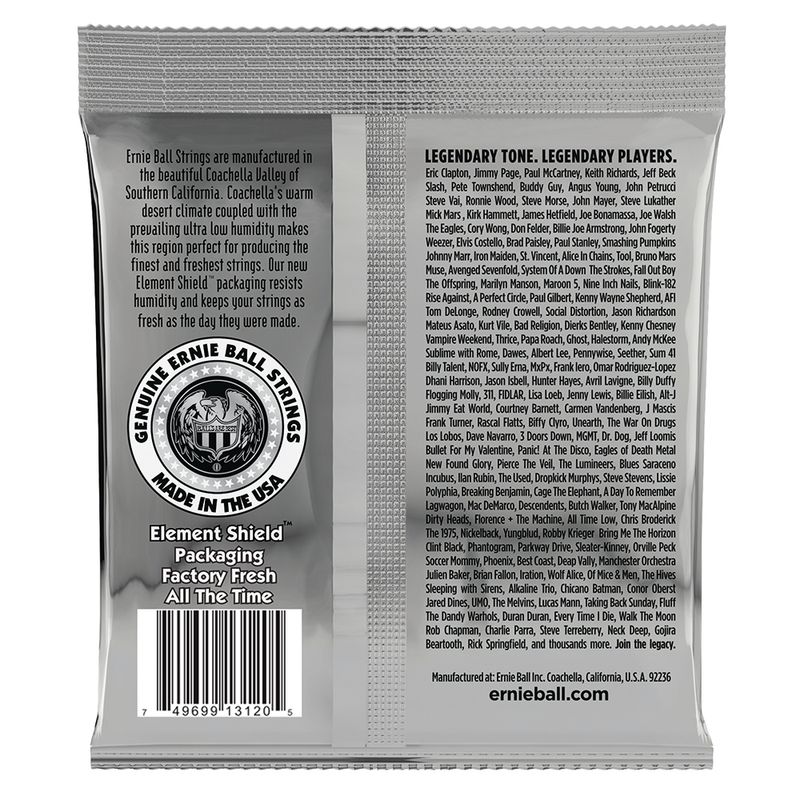 Ernie Ball Strings are manufactured in
the beautiful Coachella Valley of
Southern California. Coachella's warm
desert climate coupled with the
prevailing ultra low humidity makes
this region perfect for producing the
finest and freshest strings. Our new
Element Shield™ packaging resists
humidity and keeps your strings as
fresh as the day they were made.
GENUINE ERNIE BALL STRINGS
MADE IN THE USA
Element Shield™
Packaging
Factory Fresh
All The Time
7 49699 13120 5
LEGENDARY TONE. LEGENDARY PLAYERS.
Eric Clapton, Jimmy Page, Paul McCartney, Keith Richards, Jeff Beck
Slash, Pete Townshend, Buddy Guy, Angus Young, John Petrucci
Steve Vai, Ronnie Wood, Steve Morse, John Mayer, Steve Lukather
Mick Mars , Kirk Hammett, James Hetfield, Joe Bonamassa, Joe Walsh
The Eagles, Cory Wong, Don Felder, Billie Joe Armstrong, John Fogerty
Weezer, Elvis Costello, Brad Paisley, Paul Stanley, Smashing Pumpkins
Johnny Marr, Iron Maiden, St. Vincent, Alice In Chains, Tool, Bruno Mars
Muse, Avenged Sevenfold, System Of A Down The Strokes, Fall Out Boy
The Offspring, Marilyn Manson, Maroon 5, Nine Inch Nails, Blink-182
Rise Against, A Perfect Circle, Paul Gilbert, Kenny Wayne Shepherd, AFI
Tom DeLonge, Rodney Crowell, Social Distortion, Jason Richardson
Mateus Asato, Kurt Vile, Bad Religion, Dierks Bentley, Kenny Chesney
Vampire Weekend, Thrice, Papa Roach, Ghost, Halestorm, Andy McKee
Sublime with Rome, Dawes, Albert Lee, Pennywise, Seether, Sum 41
Billy Talent, NOFX, Sully Erna, MxPx, Frank Iero, Omar Rodriguez-Lopez
Dhani Harrison, Jason Isbell, Hunter Hayes, Avril Lavigne, Billy Duffy
Flogging Molly, 311, FIDLAR, Lisa Loeb, Jenny Lewis, Billie Eilish, Alt-J
Jimmy Eat World, Courtney Barnett, Carmen Vandenberg, J Mascis
Frank Turner, Rascal Flatts, Biffy Clyro, Unearth, The War On Drugs
Los Lobos, Dave Navarro, 3 Doors Down, MGMT, Dr. Dog, Jeff Loomis
Bullet For My Valentine, Panic! At The Disco, Eagles of Death Metal
New Found Glory, Pierce The Veil, The Lumineers, Blues Saraceno
Incubus, Ilan Rubin, The Used, Dropkick Murphys, Steve Stevens, Lissie
Polyphia, Breaking Benjamin, Cage The Elephant, A Day To Remember
Lagwagon, Mac DeMarco, Descendents, Butch Walker, Tony MacAlpine
Dirty Heads, Florence + The Machine, All Time Low, Chris Broderick
The 1975, Nickelback, Yungblud, Robby Krieger Bring Me The Horizon
Clint Black, Phantogram, Parkway Drive, Sleater-Kinney, Orville Peck
Soccer Mommy, Phoenix, Best Coast, Deap Vally, Manchester Orchestra
Julien Baker, Brian Fallon, Iration, Wolf Alice, Of Mice & Men, The Hives
Sleeping with Sirens, Alkaline Trio, Chicano Batman, Conor Oberst
Jared Dines, UMO, The Melvins, Lucas Mann, Taking Back Sunday, Fluff
The Dandy Warhols, Duran Duran, Every Time I Die, Walk The Moon
Rob Chapman, Charlie Parra, Steve Terreberry, Neck Deep, Gojira
Beartooth, Rick Springfield, and thousands more. Join the legacy.
Manufactured at: Ernie Ball Inc. Coachella, California, U.S.A. 92236
ernieball.com